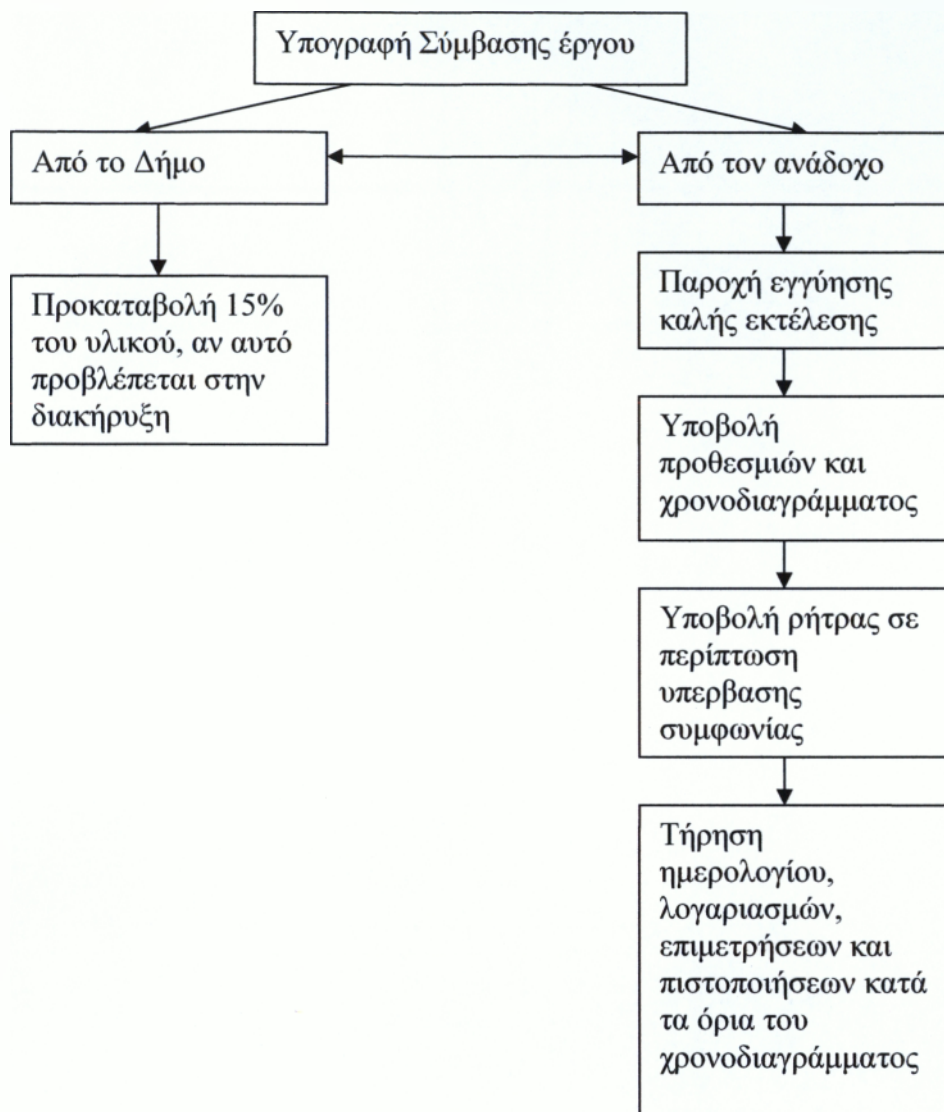 Υπογραφή Σύμβασης έργου
Από το Δήμο
Από τον ανάδοχο
Προκαταβολή 15%
του υλικού, αν αυτό
προβλέπεται στην
διακήρυξη
Παροχή εγγύησης
καλής εκτέλεσης
Υποβολή
προθεσμιών και
χρονοδιαγράμματος
Υποβολή ρήτρας σε
περίπτωση
υπερβασης
συμφωνίας
Τήρηση
ημερολογίου,
λογαριασμών,
επιμετρήσεων και
πιστοποιήσεων κατά
τα όρια του
χρονοδιαγράμματος